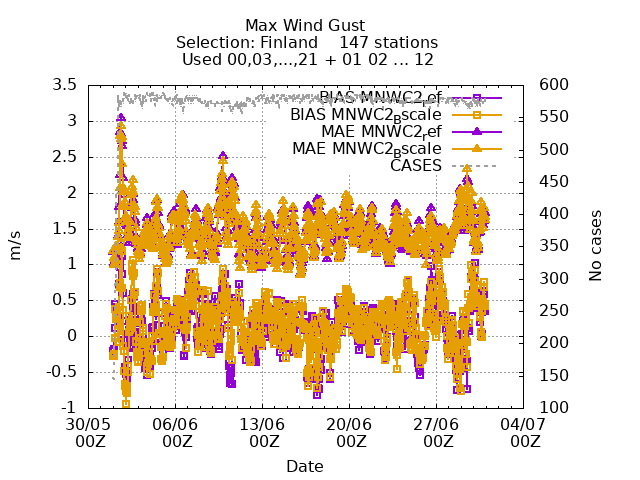 Max Wind Gust
Selection: Finland 147 stations
Used 00,03,...,21 + 01 02 ... 12
3.5
3
2.5
2
1.5
1
0.5
0
-0.5
-1
m/s
600
550
500
450
400
350
300
250
200
150
100
No cases
BIAS MNWC2_ref
BIAS MNWC2_Bscale
MAE MNWC2_ref
MAE MNWC2_Bscale
CASES
30/05 06/06 13/06 20/06 27/06 04/07
00Z 00Z 00Z 00Z 00Z 00Z
Date